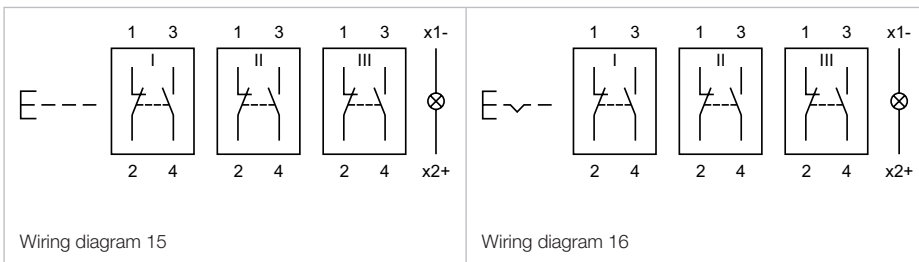 1 3 1 3 1 3 x1-
I II III
2 4 2 4 2 4 x2+
Wiring diagram 15
1 3 1 3 1 3 x1-
I II III
2 4 2 4 2 4 x2+
Wiring diagram 16